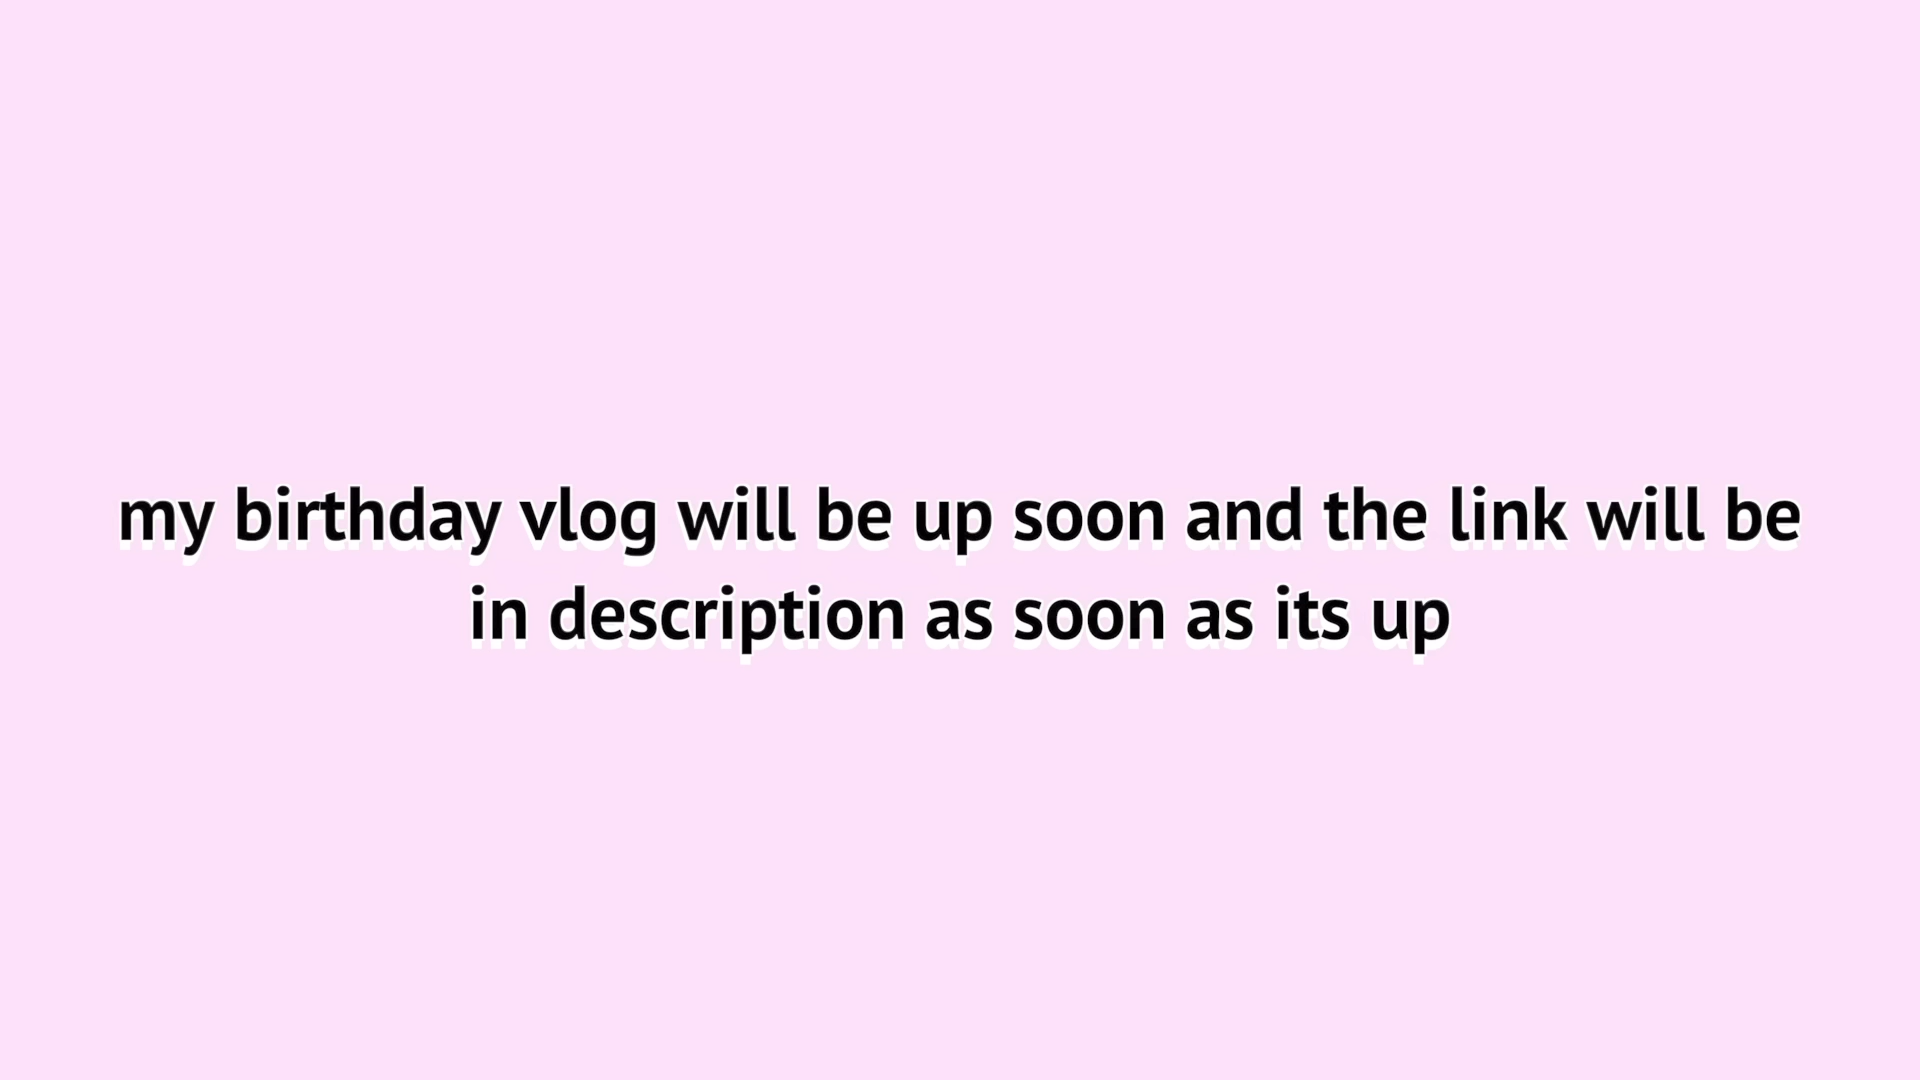 my birthday vlog will be up soon and the link will be
in description as soon as its up